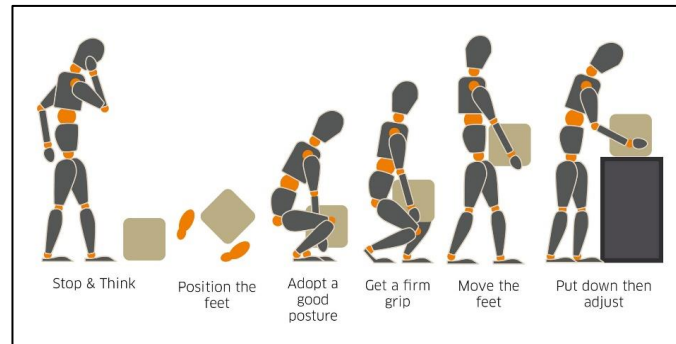 Stop & Think
Position the
feet
Adopt a
good
posture
Get a firm
grip
Move the
feet
Put down then
adjust